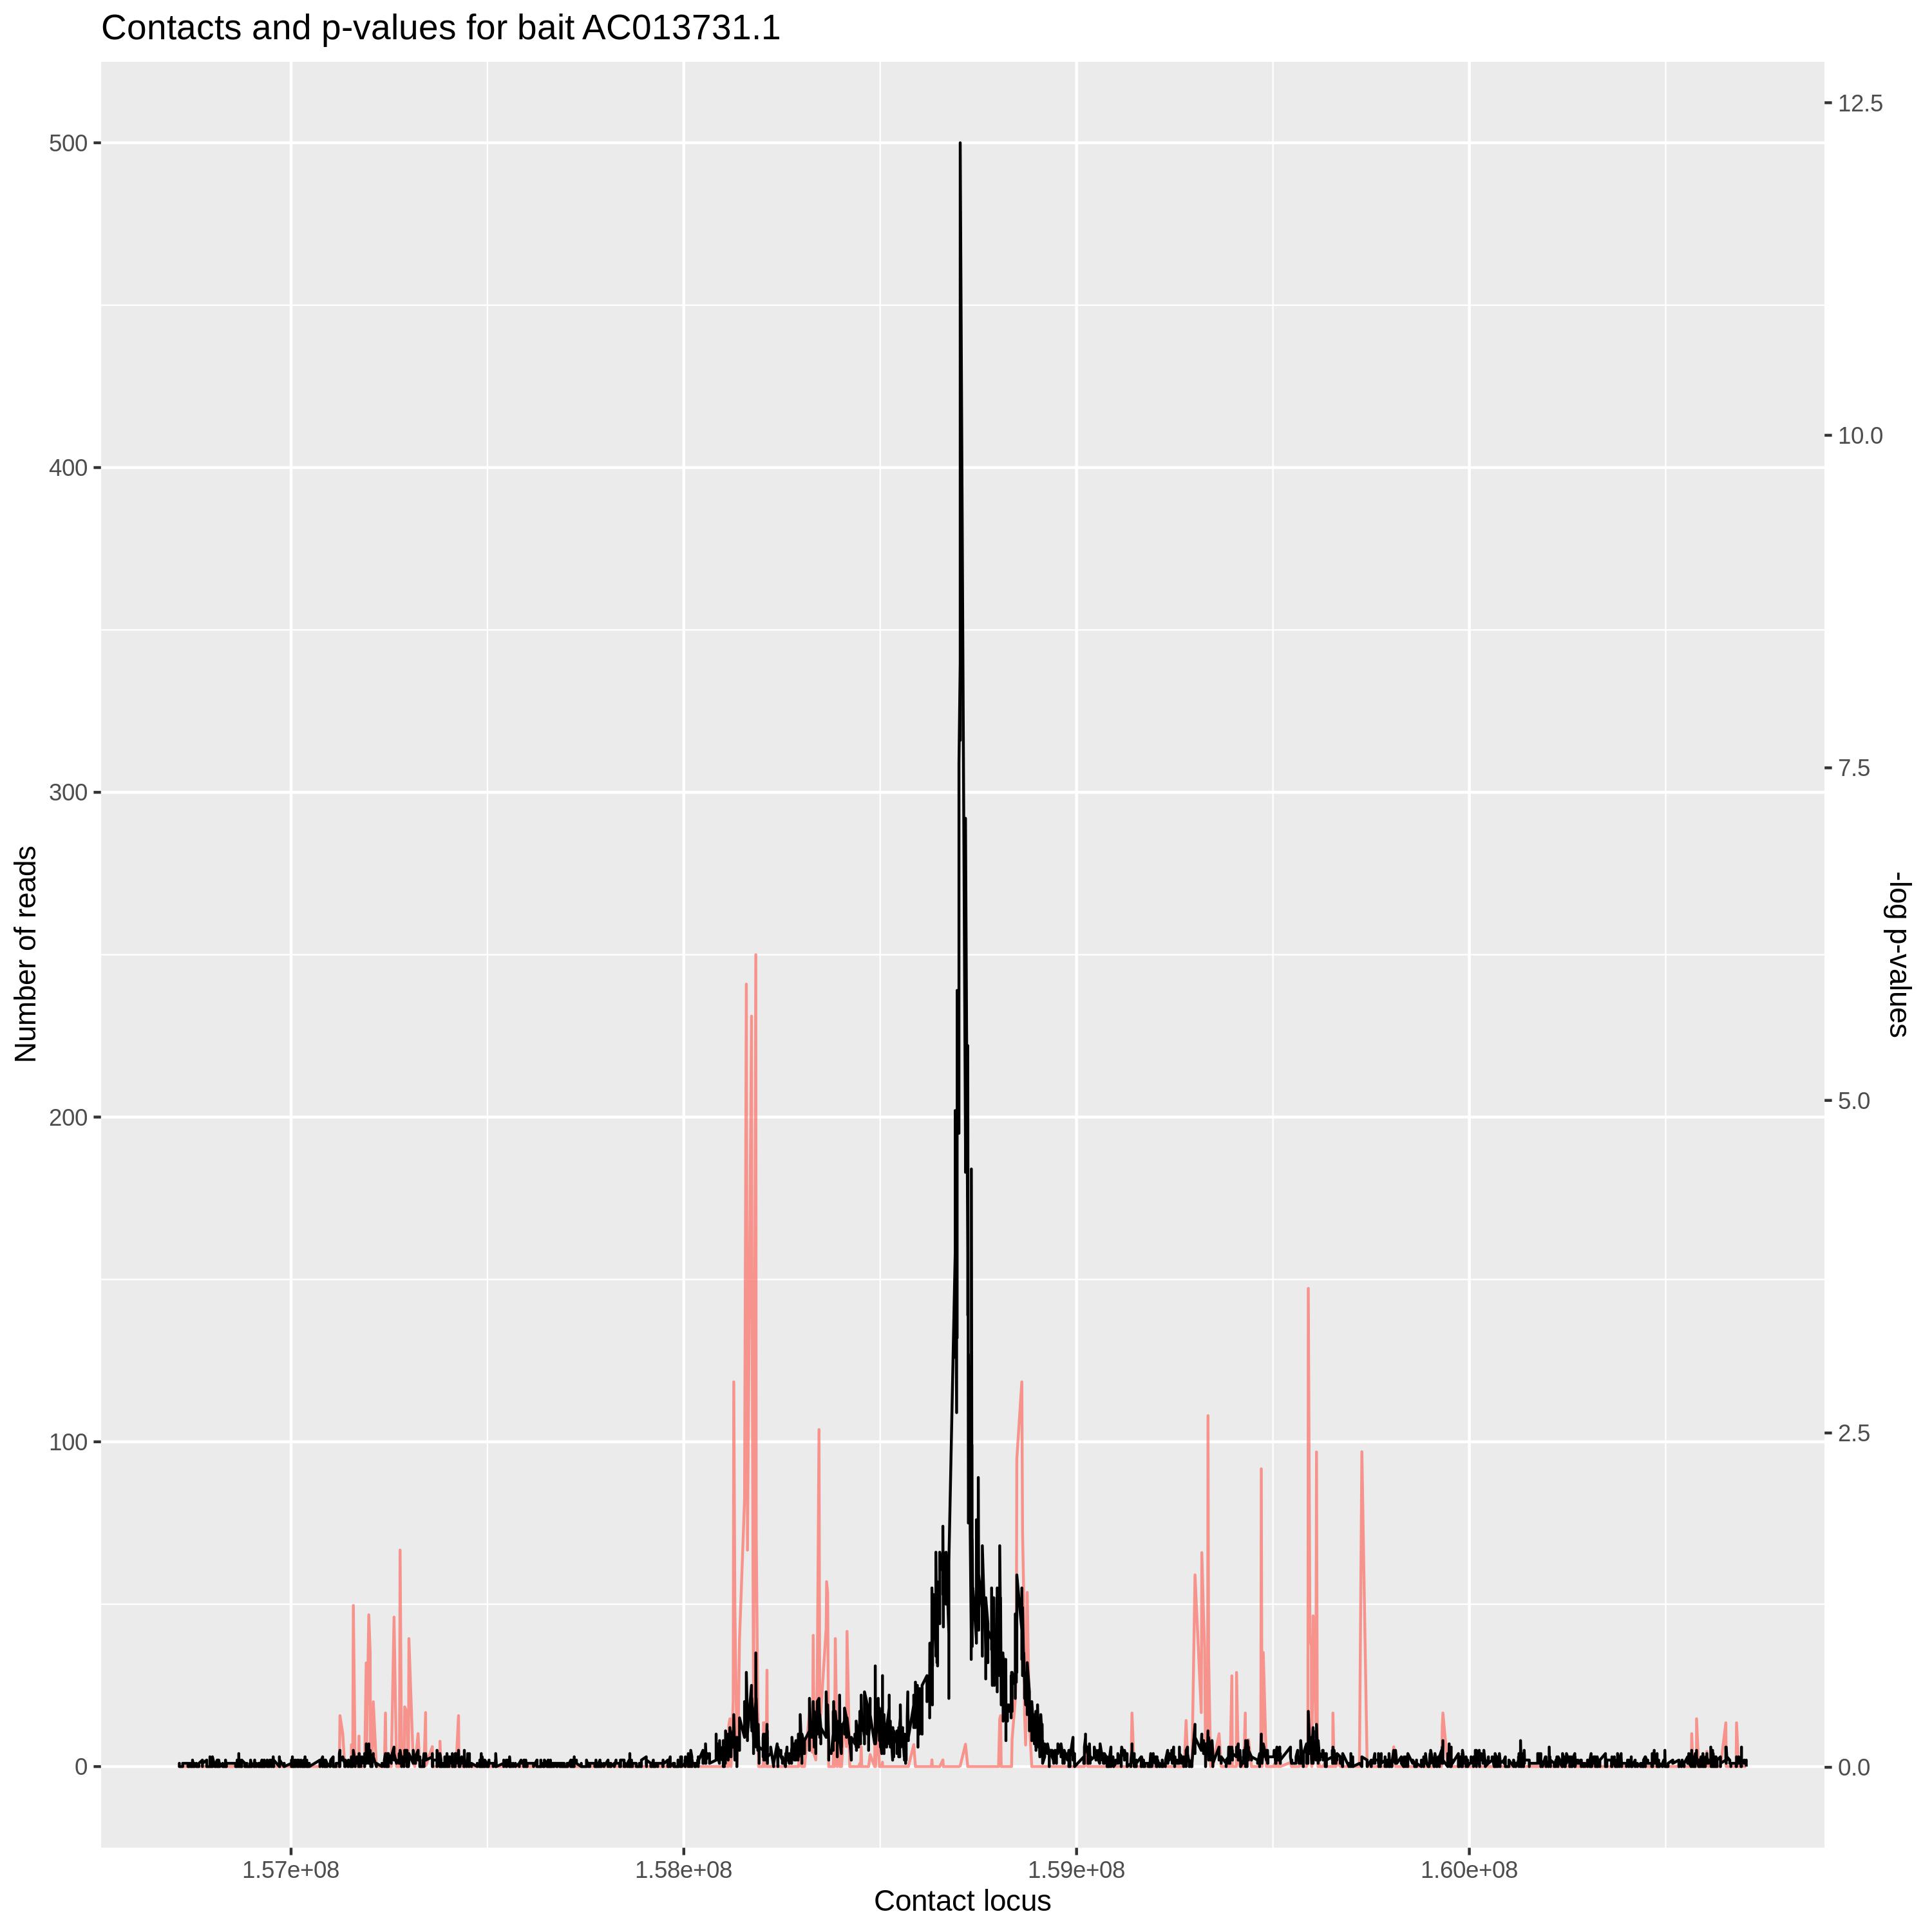 Contacts and p-values for bait AC013731.1
500
400
300
200
100
0
Number of reads
12.5
10.0
7.5
5.0
2.5
0.0
-log p-values
1.57e+08 1.58e+08 1.59e+08 1.60e+08
Contact locus